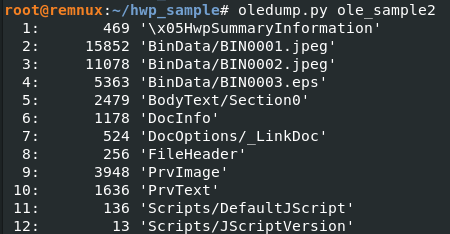 root@remnux:~/hwp_sample# oledump.py ole_sample2
1: 469 '\x05HwpSummaryInformation'
2: 15852 'BinData/BIN0001.jpeg'
3: 11078 'BinData/BIN0002.jpeg'
4: 5363 'BinData/BIN0003.eps'
5: 2479 'BodyText/Section0'
6: 1178 'DocInfo'
7: 524 'DocOptions/_LinkDoc'
8: 256 'FileHeader'
9: 3948 'PrvImage'
10: 1636 'PrvText'
11: 136 'Scripts/DefaultJScript'
12: 13 'Scripts/JScriptVersion'